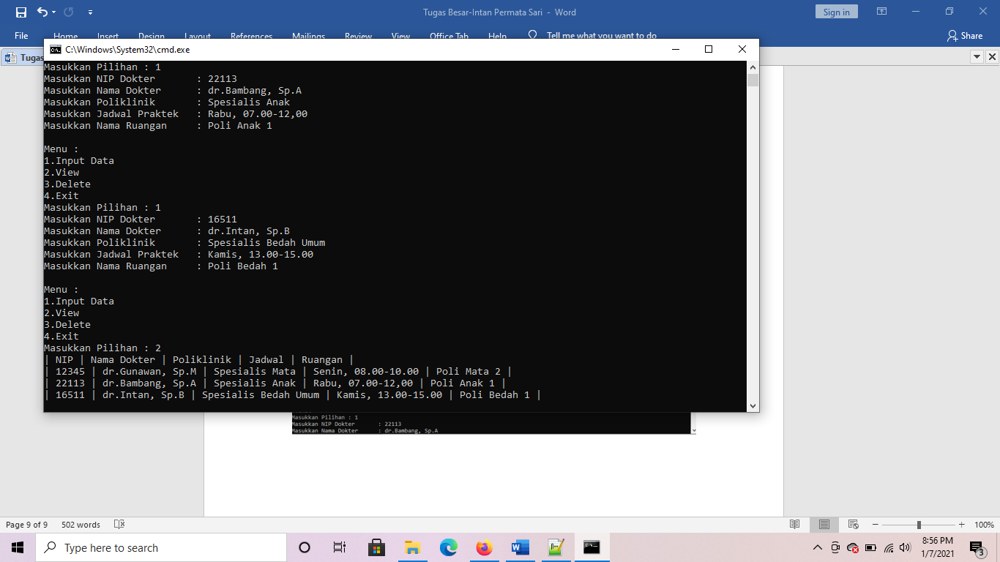 Tugas Besar-Intan Permata Sari - Word
Sign in
File Home Insert Design Layout References Mailings Review View Office Tab Help Tell me what you want to do
Share
Tugas
C:\Windows\System32\cmd.exe
Masukkan Pilihan : 1
Masukkan NIP Dokter : 22113
Masukkan Nama Dokter : dr.Bambang, Sp.A
Masukkan Poliklinik : Spesialis Anak
Masukkan Jadwal Praktek : Rabu, 07.00-12,00
Masukkan Nama Ruangan : Poli Anak 1
Menu :
1.Input Data
2.View
3.Delete
4.Exit
Masukkan Pilihan : 1
Masukkan NIP Dokter : 16511
Masukkan Nama Dokter : dr.Intan, Sp.B
Masukkan Poliklinik : Spesialis Bedah Umum
Masukkan Jadwal Praktek : Kamis, 13.00-15.00
Masukkan Nama Ruangan : Poli Bedah 1
Menu :
1.Input Data
2.View
3.Delete
4.Exit
Masukkan Pilihan : 2
| NIP | Nama Dokter | Poliklinik | Jadwal | Ruangan |
| 12345 | dr.Gunawan, Sp.M | Spesialis Mata | Senin, 08.00-10.00 | Poli Mata 2 |
| 22113 | dr.Bambang, Sp.A | Spesialis Anak | Rabu, 07.00-12,00 | Poli Anak 1 |
| 16511 | dr.Intan, Sp.B | Spesialis Bedah Umum | Kamis, 13.00-15.00 | Poli Bedah 1 |
Masukkan Pilihan : 1
Masukkan NIP Dokter : 22113
Masukkan Nama Dokter : dr.Bambang, Sp.A
Page 9 of 9 502 words
100%
Type here to search
8:56 PM
1/7/2021
3